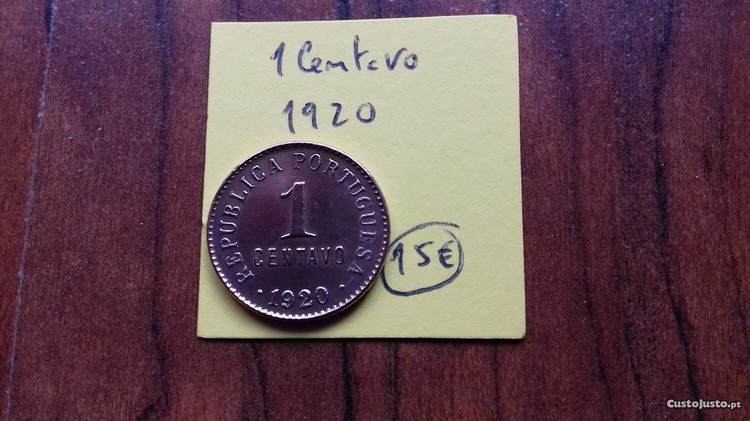 1 Centavo
1920
REPUBLICA PORTUGUESA
1
CENTAVO
· 1920 ·
15€
CustoJusto.pt